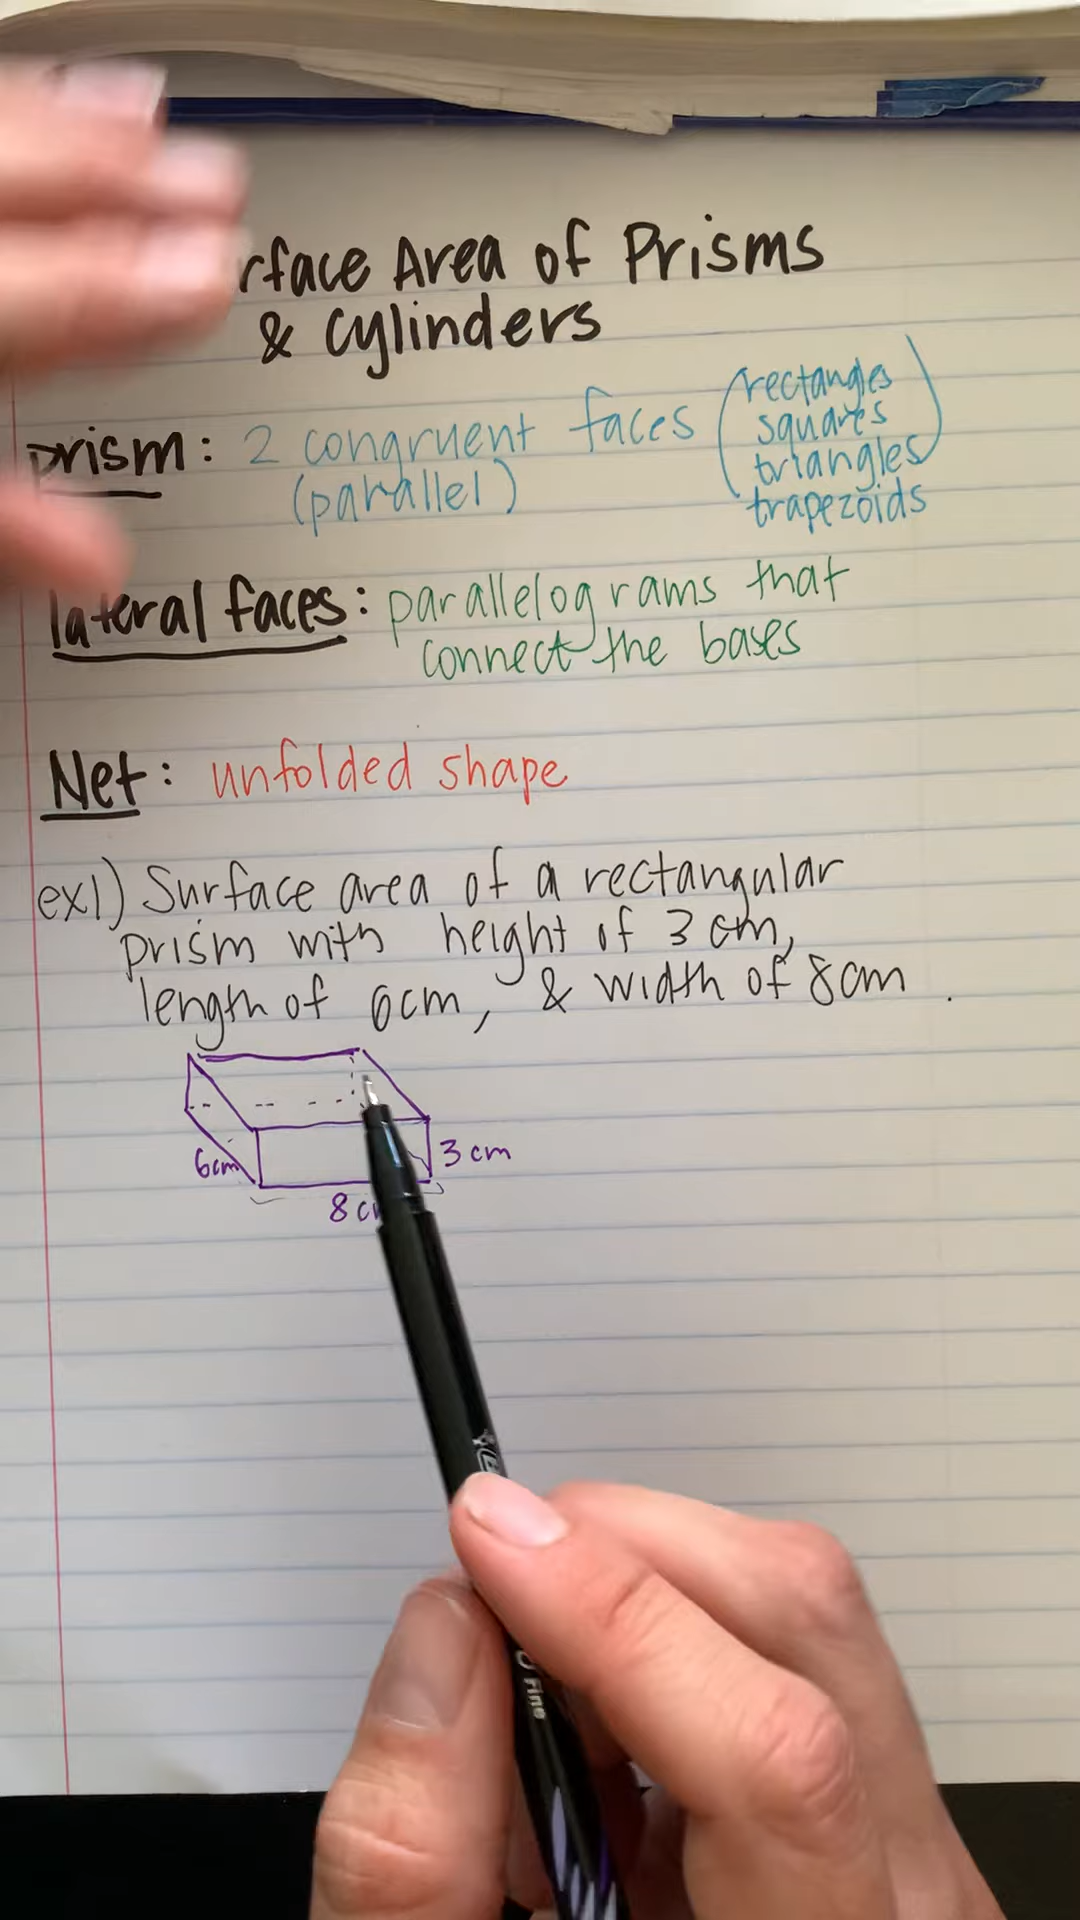 Area of Prisms
& Cylinders
prism: 2 congruent faces (rectangles
squares
(parallel) triangles)
trapezoids
lateral faces: parallelograms that
connect the bases
Net: unfolded shape
ex1) Surface area of a rectangular
prism with height of 3 cm,
length of 6cm, & width of 8cm.
6cm 3 cm
8
Fine